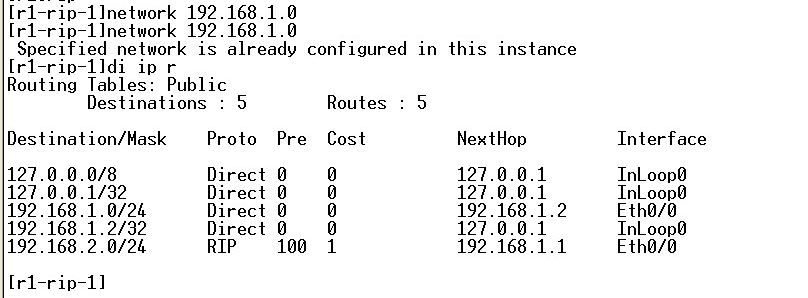 [r1-rip-1]network 192.168.1.0
[r1-rip-1]network 192.168.1.0
 Specified network is already configured in this instance
[r1-rip-1]di ip r
Routing Tables: Public
         Destinations : 5        Routes : 5

Destination/Mask    Proto  Pre  Cost         NextHop         Interface

127.0.0.0/8         Direct 0    0            127.0.0.1       InLoop0
127.0.0.1/32        Direct 0    0            127.0.0.1       InLoop0
192.168.1.0/24      Direct 0    0            192.168.1.2     Eth0/0
192.168.1.2/32      Direct 0    0            127.0.0.1       InLoop0
192.168.2.0/24      RIP    100  1            192.168.1.1     Eth0/0

[r1-rip-1]